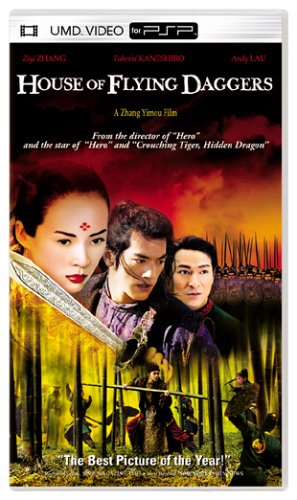 UMD VIDEO for PSP
Ziyi ZHANG Takeshi KANESHIRO Andy LAU
HOUSE OF FLYING DAGGERS
A Zhang Yimou Film
From the director of "Hero"
and the star of "Hero" and "Crouching Tiger, Hidden Dragon"
"The Best Picture of the Year!"